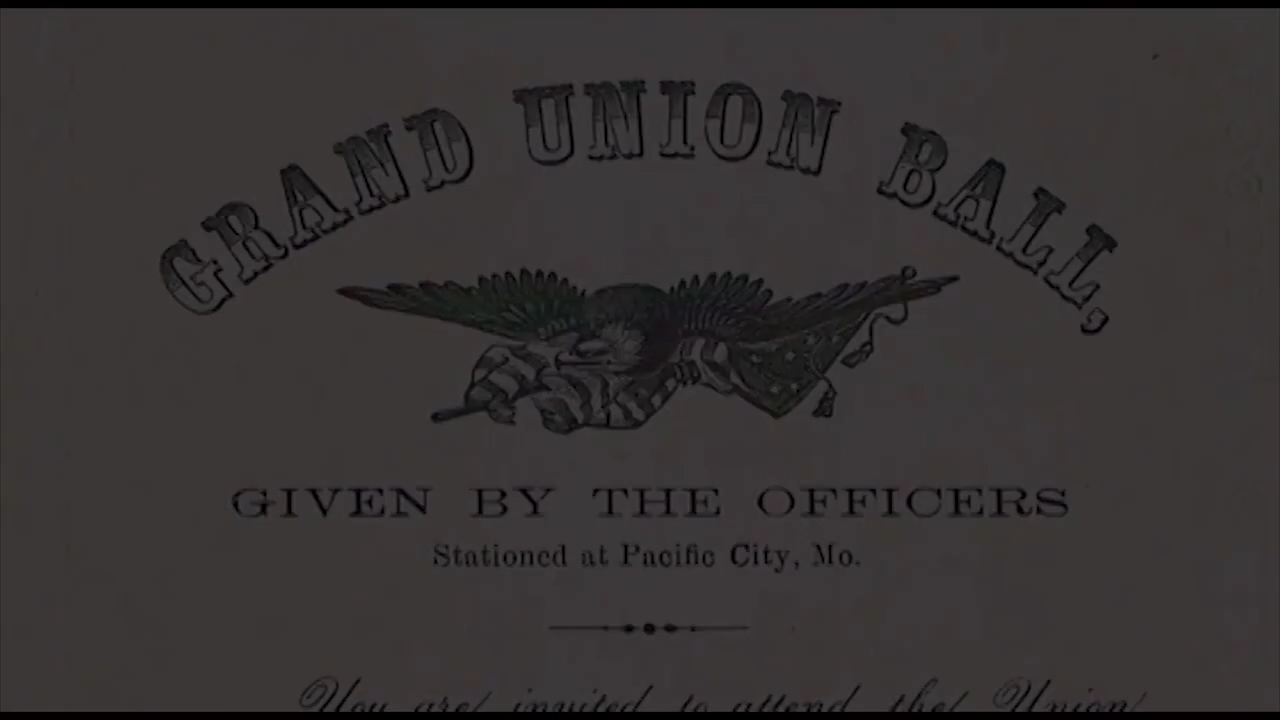 GRAND UNION BALL,
GIVEN BY THE OFFICERS
Stationed at Pacific City, Mo.
You are invited to attend the Union